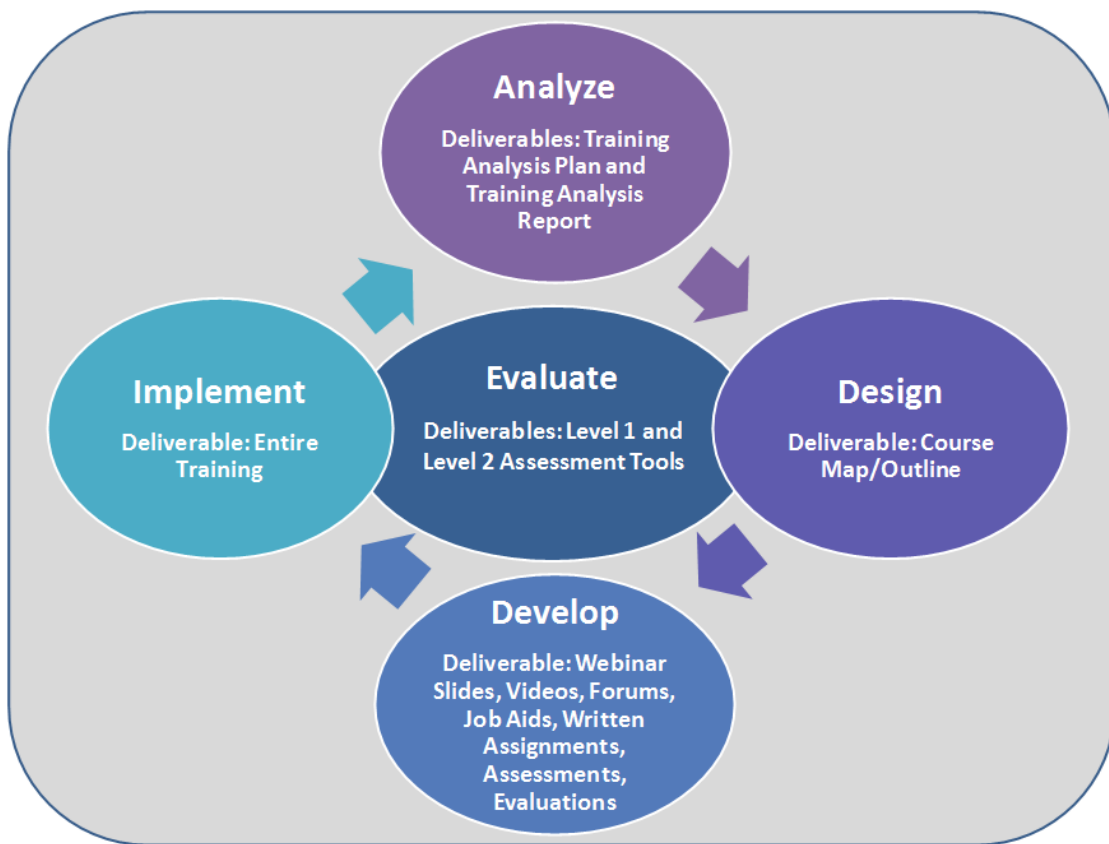 Analyze
Deliverables: Training
Analysis Plan and
Training Analysis
Report
Implement
Deliverable: Entire
Training
Evaluate
Deliverables: Level 1 and
Level 2 Assessment Tools
Design
Deliverable: Course
Map/Outline
Develop
Deliverable: Webinar
Slides, Videos, Forums,
Job Aids, Written
Assignments,
Assessments,
Evaluations